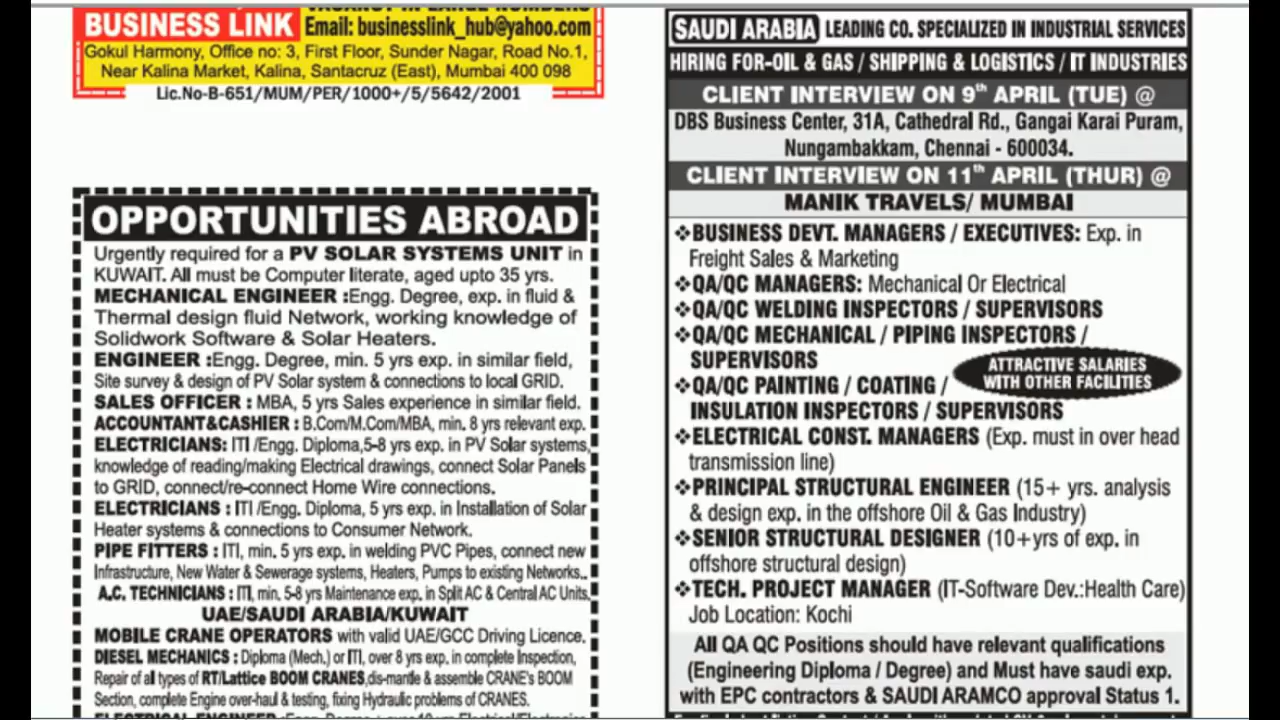 VACANCY IN LARGE NUMBERS
BUSINESS LINK
Email: businesslink_hub@yahoo.com
Gokul Harmony, Office no: 3, First Floor, Sunder Nagar, Road No.1,
Near Kalina Market, Kalina, Santacruz (East), Mumbai 400 098
Lic.No-B-651/MUM/PER/1000+/5/5642/2001
OPPORTUNITIES ABROAD
Urgently required for a PV SOLAR SYSTEMS UNIT in
KUWAIT. All must be Computer literate, aged upto 35 yrs.
MECHANICAL ENGINEER :Engg. Degree, exp. in fluid &
Thermal design fluid Network, working knowledge of
Solidwork Software & Solar Heaters.
ENGINEER :Engg. Degree, min. 5 yrs exp. in similar field,
Site survey & design of PV Solar system & connections to local GRID.
SALES OFFICER : MBA, 5 yrs Sales experience in similar field.
ACCOUNTANT&CASHIER : B.Com/M.Com/MBA, min. 8 yrs relevant exp.
ELECTRICIANS: ITI /Engg. Diploma,5-8 yrs exp. in PV Solar systems,
knowledge of reading/making Electrical drawings, connect Solar Panels
to GRID, connect/re-connect Home Wire connections.
ELECTRICIANS : ITI /Engg. Diploma, 5 yrs exp. in Installation of Solar
Heater systems & connections to Consumer Network.
PIPE FITTERS : ITI, min. 5 yrs exp. in welding PVC Pipes, connect new
Infrastructure, New Water & Sewerage systems, Heaters, Pumps to existing Networks..
A.C. TECHNICIANS : ITI, min. 5-8 yrs Maintenance exp. in Split AC & Central AC Units.
UAE/SAUDI ARABIA/KUWAIT
MOBILE CRANE OPERATORS with valid UAE/GCC Driving Licence.
DIESEL MECHANICS : Diploma (Mech.) or ITI, over 8 yrs exp. in complete Inspection,
Repair of all types of RT/Lattice BOOM CRANES,dis-mantle & assemble CRANE's BOOM
Section, complete Engine over-haul & testing, fixing Hydraulic problems of CRANES.
SAUDI ARABIA LEADING CO. SPECIALIZED IN INDUSTRIAL SERVICES
HIRING FOR-OIL & GAS / SHIPPING & LOGISTICS / IT INDUSTRIES
CLIENT INTERVIEW ON 9th APRIL (TUE) @
DBS Business Center, 31A, Cathedral Rd., Gangai Karai Puram,
Nungambakkam, Chennai - 600034.
CLIENT INTERVIEW ON 11th APRIL (THUR) @
MANIK TRAVELS/ MUMBAI
❖BUSINESS DEVT. MANAGERS / EXECUTIVES: Exp. in
Freight Sales & Marketing
❖QA/QC MANAGERS: Mechanical Or Electrical
❖QA/QC WELDING INSPECTORS / SUPERVISORS
❖QA/QC MECHANICAL / PIPING INSPECTORS /
SUPERVISORS
ATTRACTIVE SALARIES
WITH OTHER FACILITIES
❖QA/QC PAINTING / COATING /
INSULATION INSPECTORS / SUPERVISORS
❖ELECTRICAL CONST. MANAGERS (Exp. must in over head
transmission line)
❖PRINCIPAL STRUCTURAL ENGINEER (15+ yrs. analysis
& design exp. in the offshore Oil & Gas Industry)
❖SENIOR STRUCTURAL DESIGNER (10+yrs of exp. in
offshore structural design)
❖TECH. PROJECT MANAGER (IT-Software Dev.:Health Care)
Job Location: Kochi
All QA QC Positions should have relevant qualifications
(Engineering Diploma / Degree) and Must have saudi exp.
with EPC contractors & SAUDI ARAMCO approval Status 1.